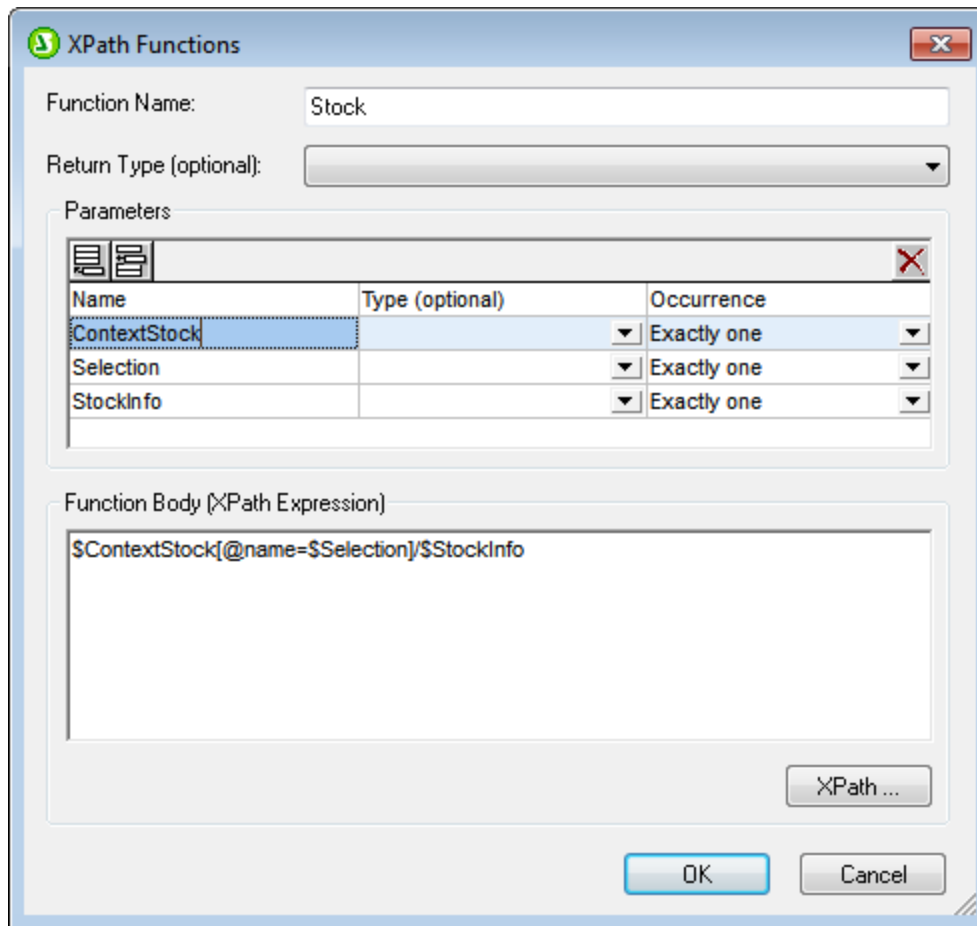 XPath Functions
Function Name: Stock
Return Type (optional):
Parameters
Name Type (optional) Occurrence
ContextStock Exactly one
Selection Exactly one
StockInfo Exactly one
Function Body (XPath Expression)
$ContextStock[@name=$Selection]/$StockInfo
XPath ...
OK Cancel